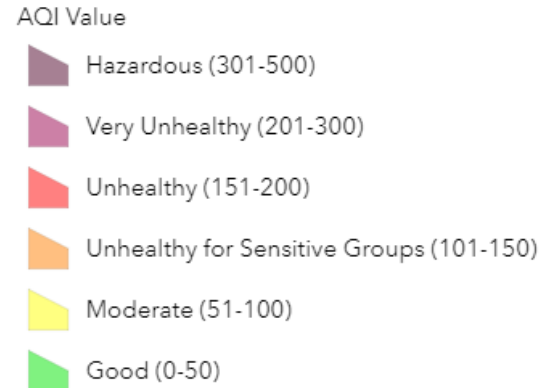 AQI Value
Hazardous (301-500)
Very Unhealthy (201-300)
Unhealthy (151-200)
Unhealthy for Sensitive Groups (101-150)
Moderate (51-100)
Good (0-50)